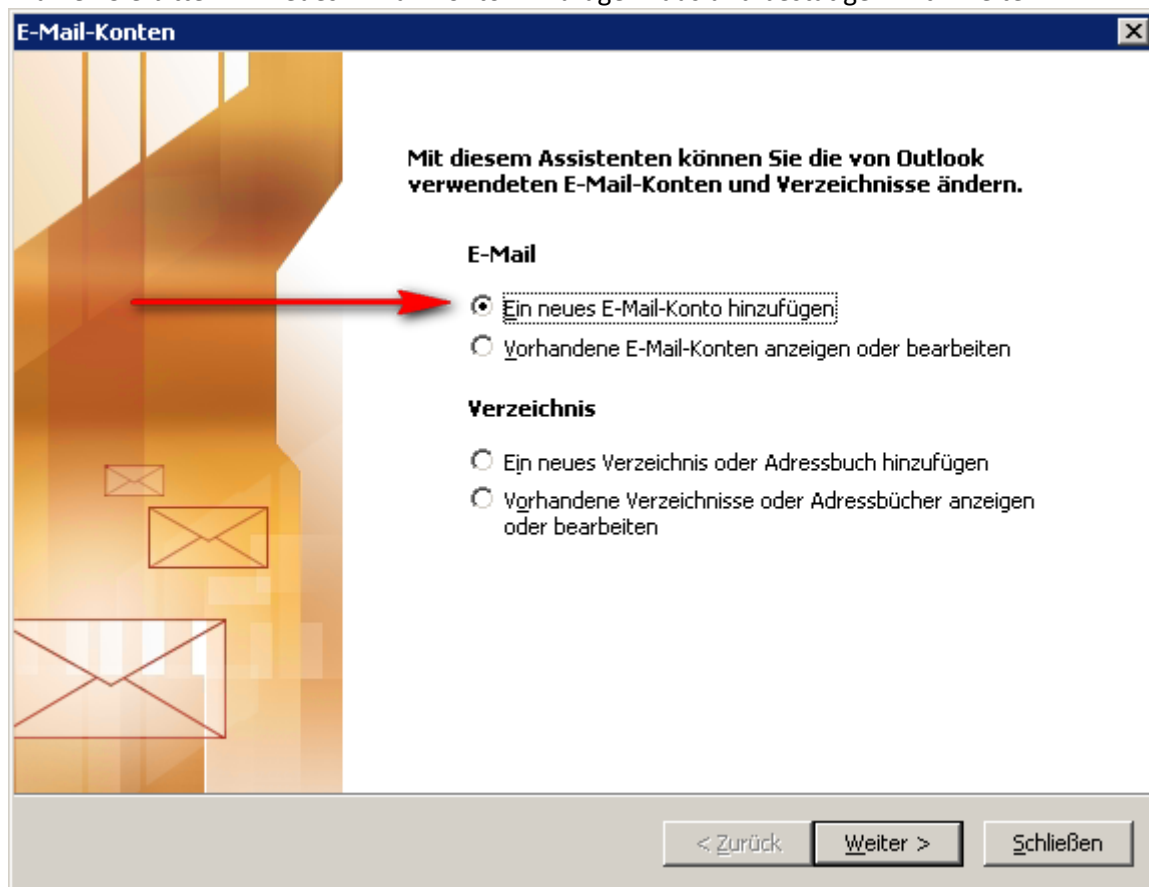 E-Mail-Konten
Mit diesem Assistenten können Sie die von Outlook
verwendeten E-Mail-Konten und Verzeichnisse ändern.
E-Mail
Ein neues E-Mail-Konto hinzufügen
Vorhandene E-Mail-Konten anzeigen oder bearbeiten
Verzeichnis
Ein neues Verzeichnis oder Adressbuch hinzufügen
Vorhandene Verzeichnisse oder Adressbücher anzeigen
oder bearbeiten
< Zurück
Weiter >
Schließen